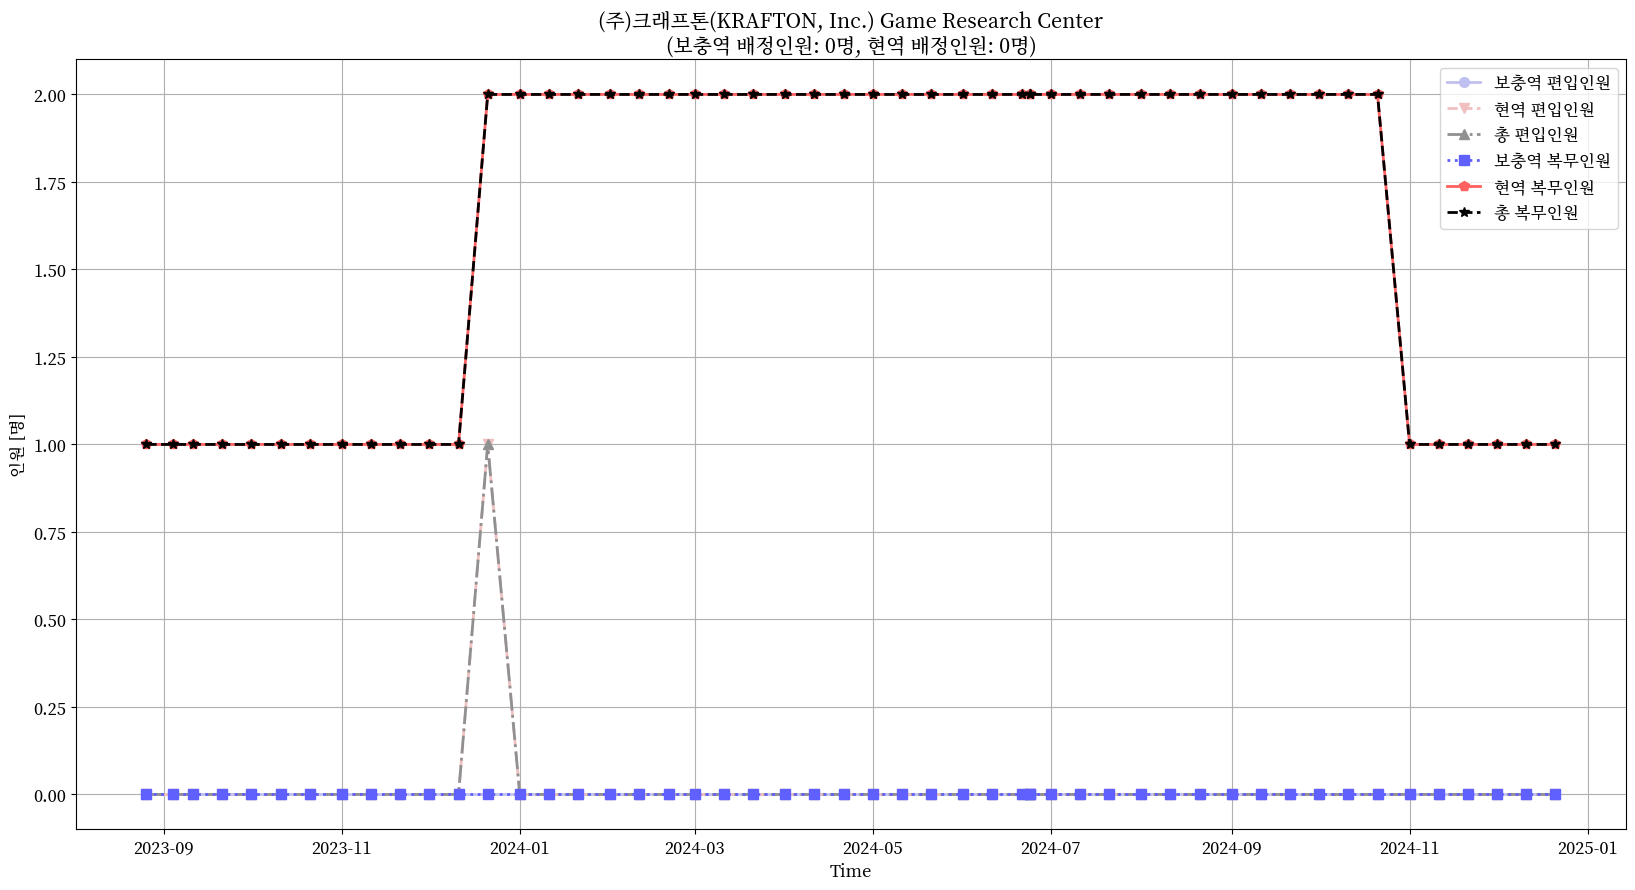 (주)크래프톤(KRAFTON, Inc.) Game Research Center
(보충역 배정인원: 0명, 현역 배정인원: 0명)
보충역 편입인원
현역 편입인원
총 편입인원
보충역 복무인원
현역 복무인원
총 복무인원
2.00
1.75
1.50
1.25
1.00
0.75
0.50
0.25
0.00
인원 [명]
2023-09 2023-11 2024-01 2024-03 2024-05 2024-07 2024-09 2024-11 2025-01
Time